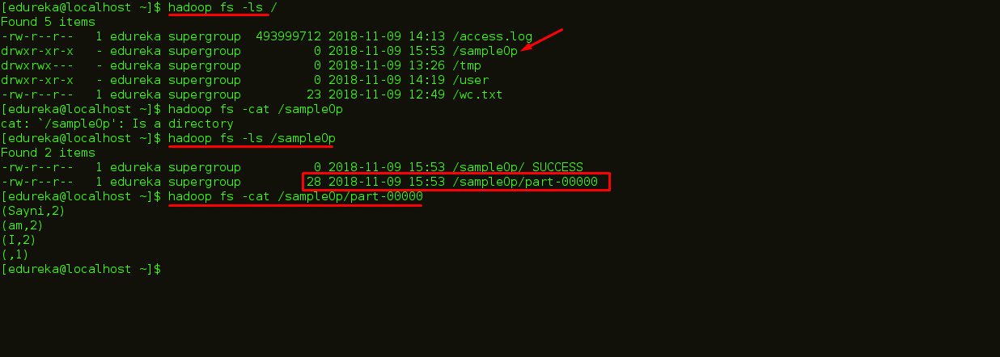 [edureka@localhost ~]$ hadoop fs -ls /
Found 5 items
-rw-r--r--   1 edureka supergroup  493999712 2018-11-09 14:13 /access.log
drwxr-xr-x   - edureka supergroup          0 2018-11-09 15:53 /sampleOp
drwxrwx---   - edureka supergroup          0 2018-11-09 13:26 /tmp
drwxr-xr-x   - edureka supergroup          0 2018-11-09 14:19 /user
-rw-r--r--   1 edureka supergroup         23 2018-11-09 12:49 /wc.txt
[edureka@localhost ~]$ hadoop fs -cat /sampleOp
cat: `/sampleOp': Is a directory
[edureka@localhost ~]$ hadoop fs -ls /sampleOp
Found 2 items
-rw-r--r--   1 edureka supergroup          0 2018-11-09 15:53 /sampleOp/_SUCCESS
-rw-r--r--   1 edureka supergroup         28 2018-11-09 15:53 /sampleOp/part-00000
[edureka@localhost ~]$ hadoop fs -cat /sampleOp/part-00000
(Sayni,2)
(am,2)
(I,2)
(,1)
[edureka@localhost ~]$